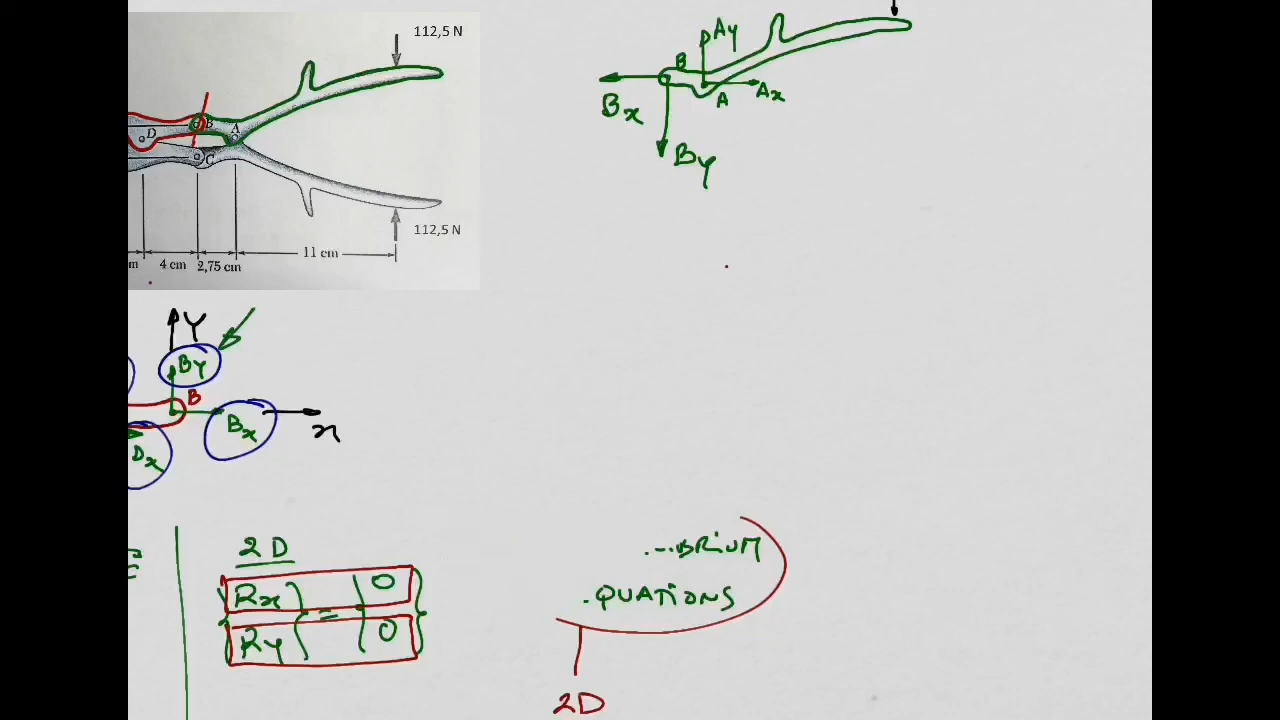 112,5 N
B
A
D
C
112,5 N
11 cm
m
4 cm
2,75 cm
Ay
B
A
Ax
Bx
By
Y
By
B
Bx
x
Dx
2D
Rx
=
0
Ry
0
BRiUM
QUATiONS
2D